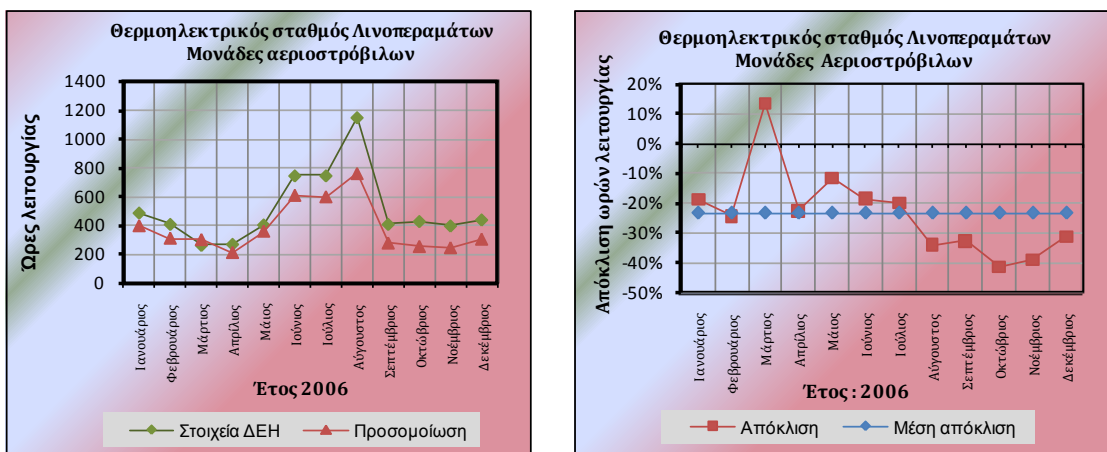 Θερμοηλεκτρικός σταθμός Λινοπεραμάτων
Μονάδες αεριοστρόβιλων
Ώρες λειτουργίας
1400
1200
1000
800
600
400
200
0
Ιανουάριος
Φεβρουάριος
Μάρτιος
Απρίλιος
Μάιος
Ιούνιος
Ιούλιος
Αύγουστος
Σεπτέμβριος
Οκτώβριος
Νοέμβριος
Δεκέμβριος
Έτος 2006
Στοιχεία ΔΕΗ Προσομοίωση
Θερμοηλεκτρικός σταθμός Λινοπεραμάτων
Μονάδες Αεριοστρόβιλων
Απόκλιση ωρών λειτουργίας
20%
10%
0%
-10%
-20%
-30%
-40%
-50%
Ιανουάριος
Φεβρουάριος
Μάρτιος
Απρίλιος
Μάιος
Ιούνιος
Ιούλιος
Αύγουστος
Σεπτέμβριος
Οκτώβριος
Νοέμβριος
Δεκέμβριος
Έτος : 2006
Απόκλιση Μέση απόκλιση